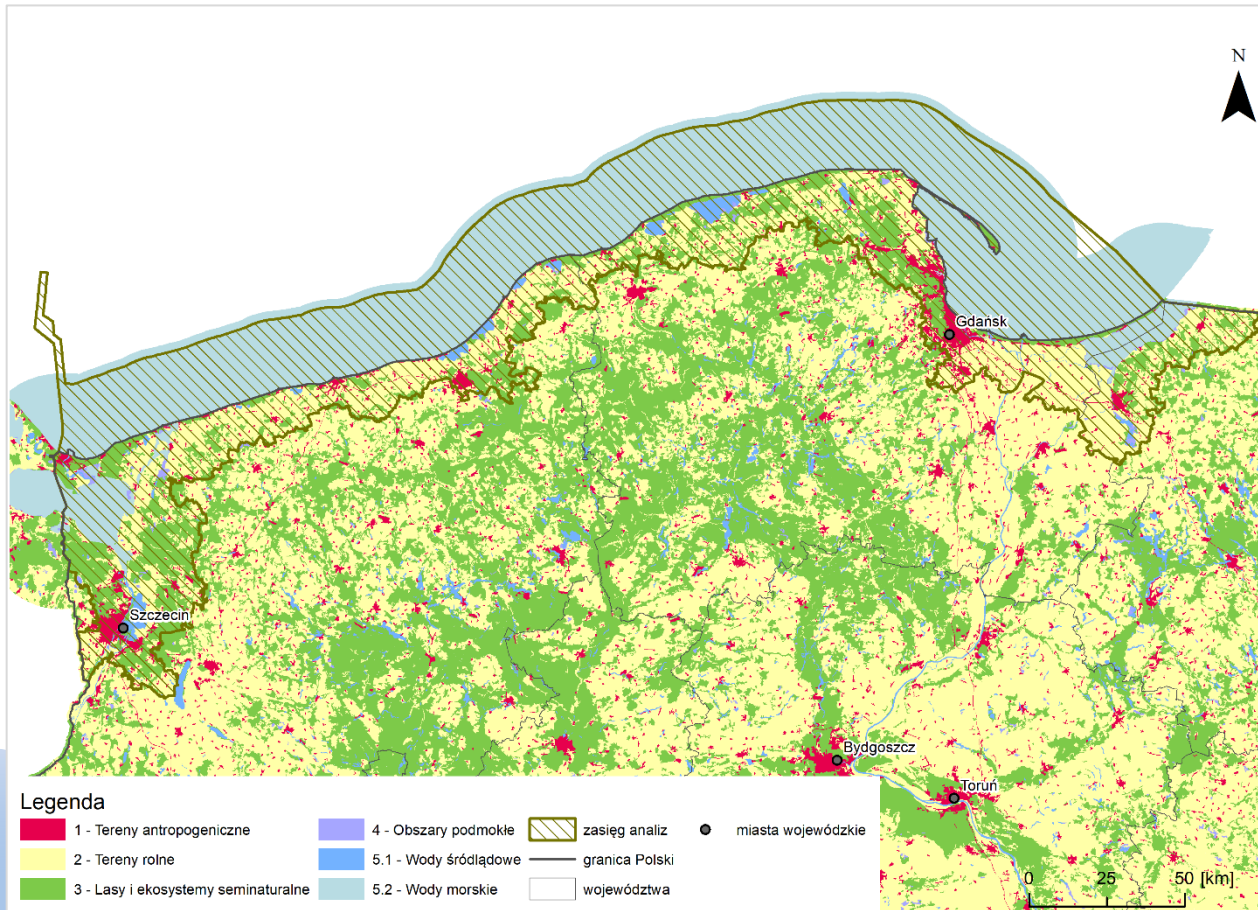 N
Gdańsk
Szczecin
Bydgoszcz
Toruń
Legenda
1 - Tereny antropogeniczne
2 - Tereny rolne
3 - Lasy i ekosystemy seminaturalne
4 - Obszary podmokłe
5.1 - Wody śródlądowe
5.2 - Wody morskie
zasięg analiz
granica Polski
województwa
miasta wojewódzkie
0 25 50 [km]